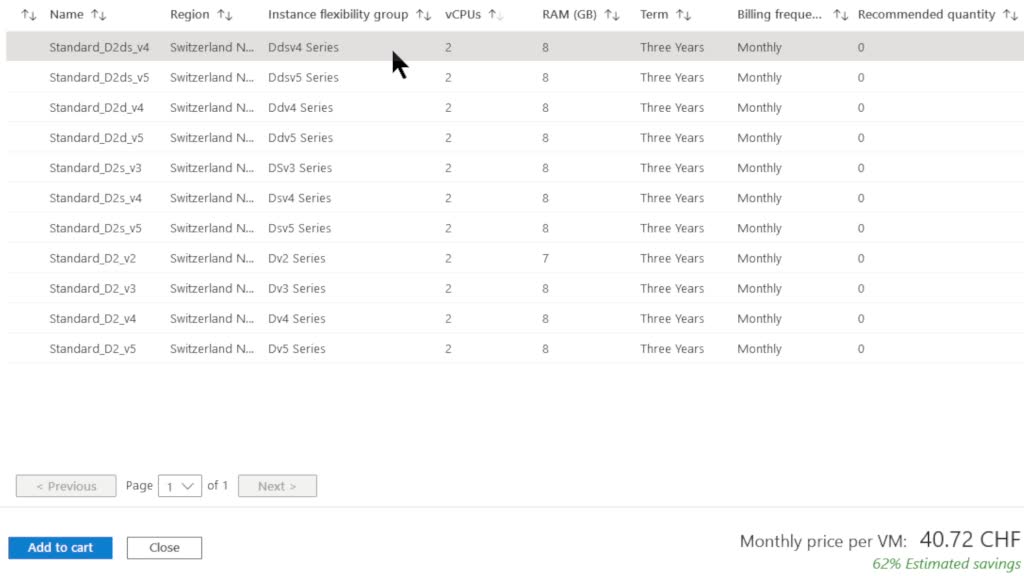 Name Region Instance flexibility group vCPUs RAM (GB) Term Billing freque... Recommended quantity
Standard_D2ds_v4 Switzerland N... Ddsv4 Series 2 8 Three Years Monthly 0
Standard_D2ds_v5 Switzerland N... Ddsv5 Series 2 8 Three Years Monthly 0
Standard_D2d_v4 Switzerland N... Ddv4 Series 2 8 Three Years Monthly 0
Standard_D2d_v5 Switzerland N... Ddv5 Series 2 8 Three Years Monthly 0
Standard_D2s_v3 Switzerland N... DSv3 Series 2 8 Three Years Monthly 0
Standard_D2s_v4 Switzerland N... Dsv4 Series 2 8 Three Years Monthly 0
Standard_D2s_v5 Switzerland N... Dsv5 Series 2 8 Three Years Monthly 0
Standard_D2_v2 Switzerland N... Dv2 Series 2 7 Three Years Monthly 0
Standard_D2_v3 Switzerland N... Dv3 Series 2 8 Three Years Monthly 0
Standard_D2_v4 Switzerland N... Dv4 Series 2 8 Three Years Monthly 0
Standard_D2_v5 Switzerland N... Dv5 Series 2 8 Three Years Monthly 0
< Previous Page 1 of 1 Next >
Add to cart Close Monthly price per VM: 40.72 CHF
62% Estimated savings